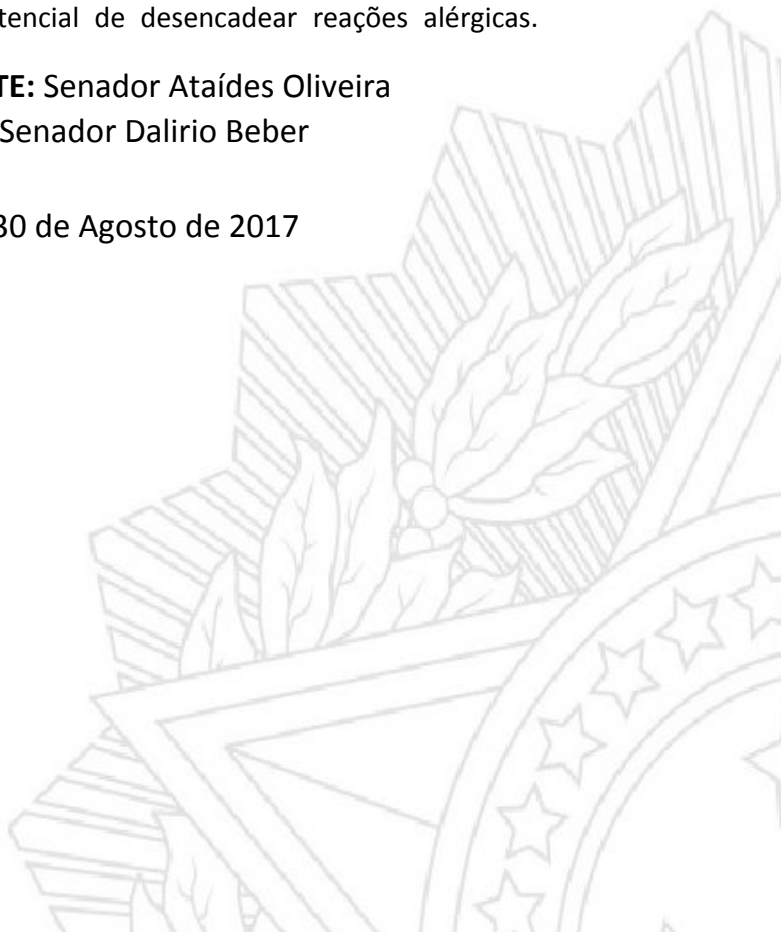 tencial de desencadear reações alérgicas.
TE: Senador Ataídes Oliveira
Senador Dalirio Beber
30 de Agosto de 2017